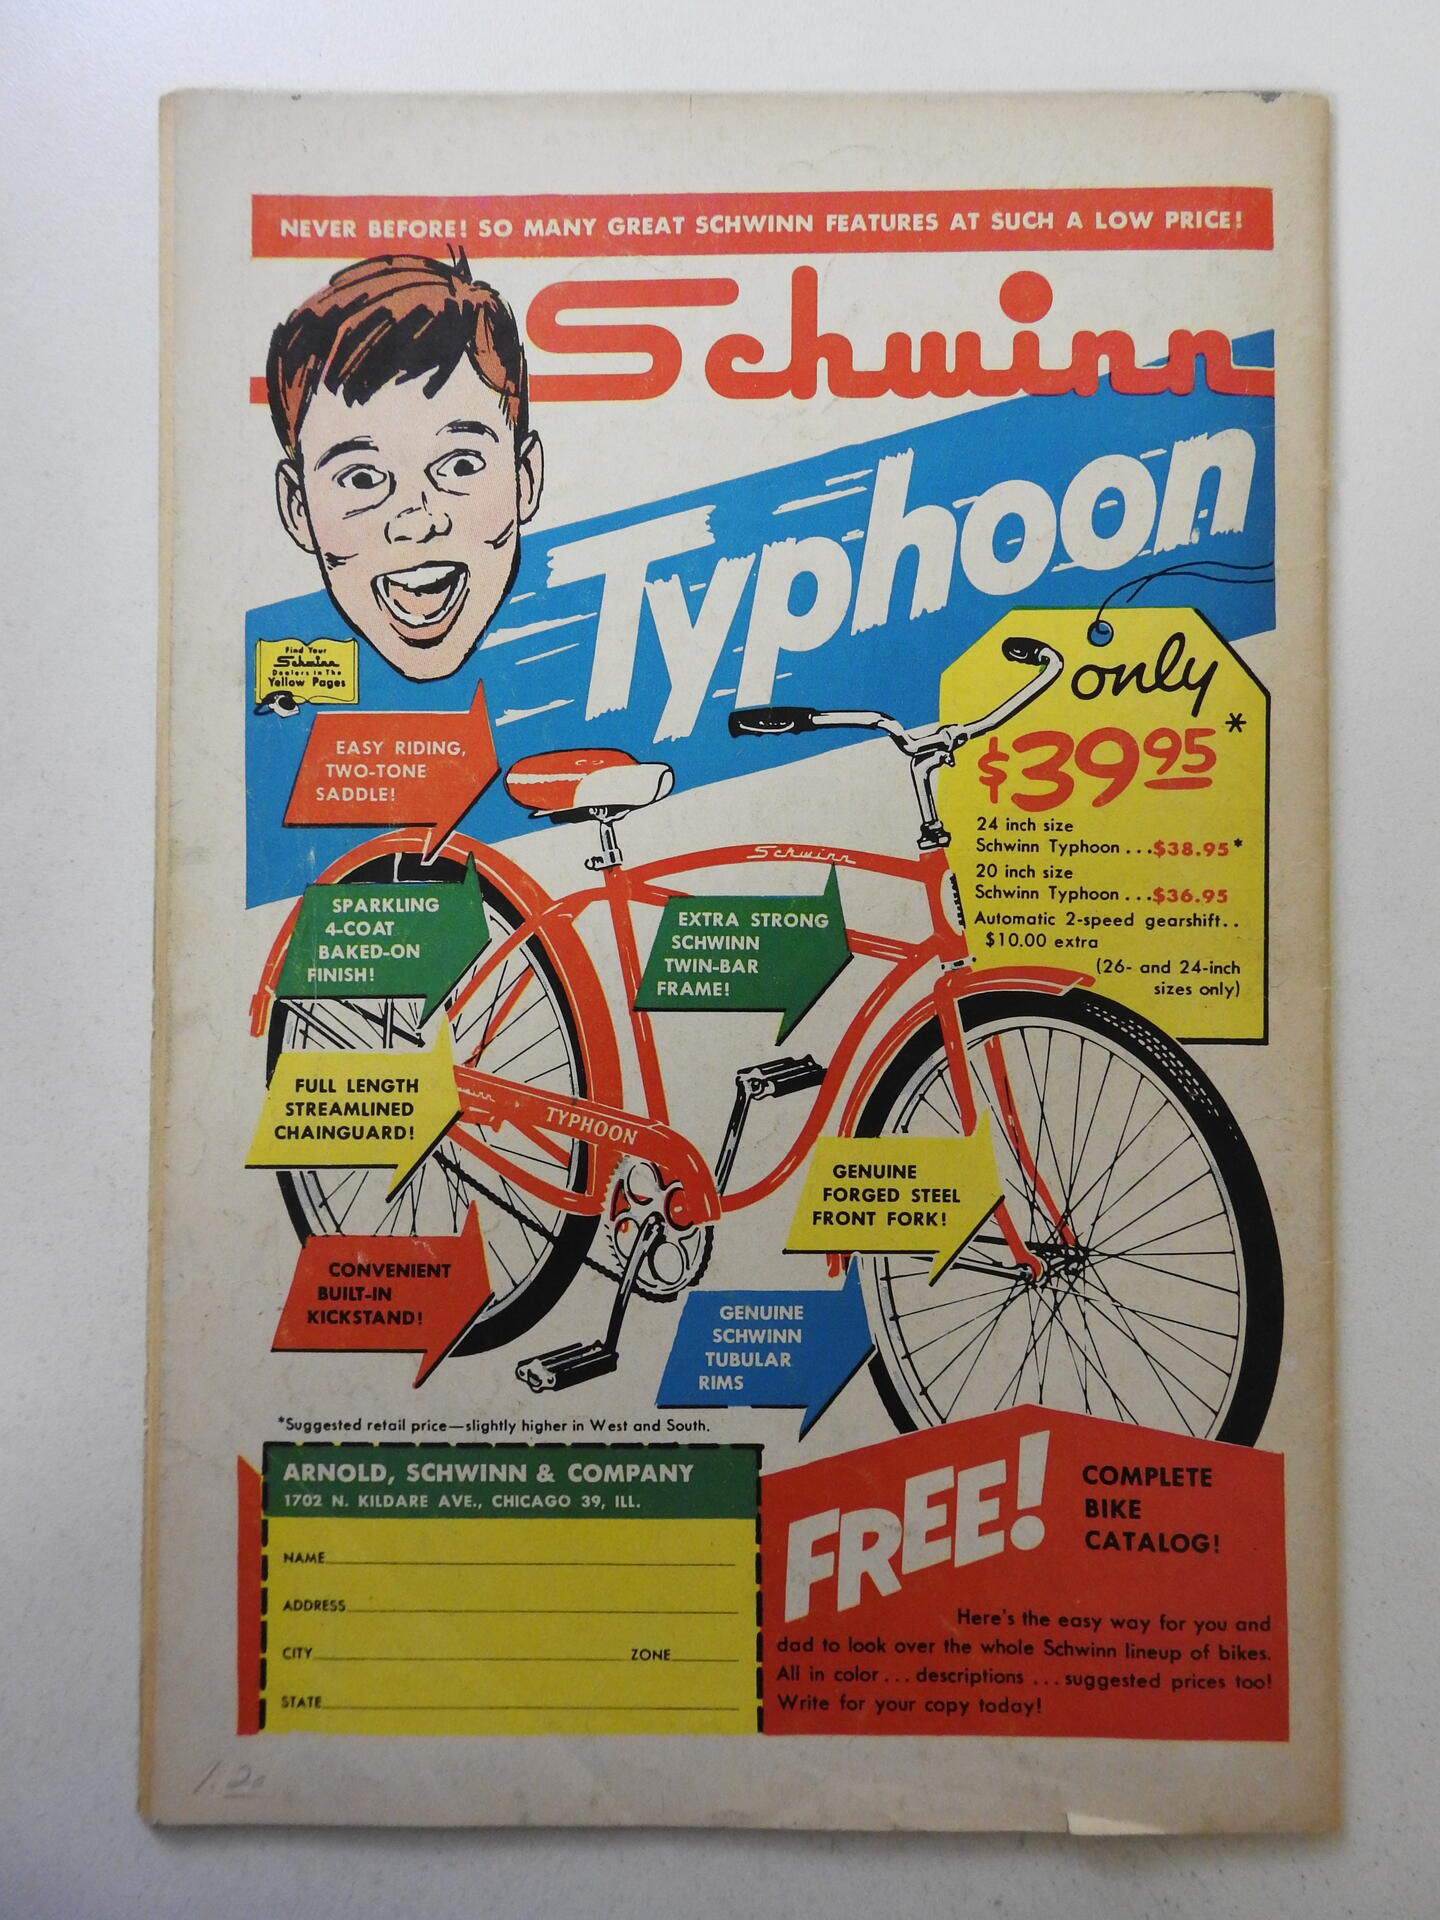 NEVER BEFORE! SO MANY GREAT SCHWINN FEATURES AT SUCH A LOW PRICE!
Schwinn
Typhoon
Find Your
Schwinn
Dealers in The
Yellow Pages
only
$39.95*
24 inch size
Schwinn Typhoon...$38.95*
20 inch size
Schwinn Typhoon...$36.95
Automatic 2-speed gearshift..
$10.00 extra
(26- and 24-inch
sizes only)
EASY RIDING,
TWO-TONE
SADDLE!
Schwinn
SPARKLING
4-COAT
BAKED-ON
FINISH!
EXTRA STRONG
SCHWINN
TWIN-BAR
FRAME!
FULL LENGTH
STREAMLINED
CHAINGUARD!
TYPHOON
GENUINE
FORGED STEEL
FRONT FORK!
CONVENIENT
BUILT-IN
KICKSTAND!
GENUINE
SCHWINN
TUBULAR
RIMS
*Suggested retail price—slightly higher in West and South.
ARNOLD, SCHWINN & COMPANY
1702 N. KILDARE AVE., CHICAGO 39, ILL.
NAME
ADDRESS
CITY ZONE
STATE
FREE!
COMPLETE
BIKE
CATALOG!
Here's the easy way for you and
dad to look over the whole Schwinn lineup of bikes.
All in color... descriptions ...suggested prices too!
Write for your copy today!